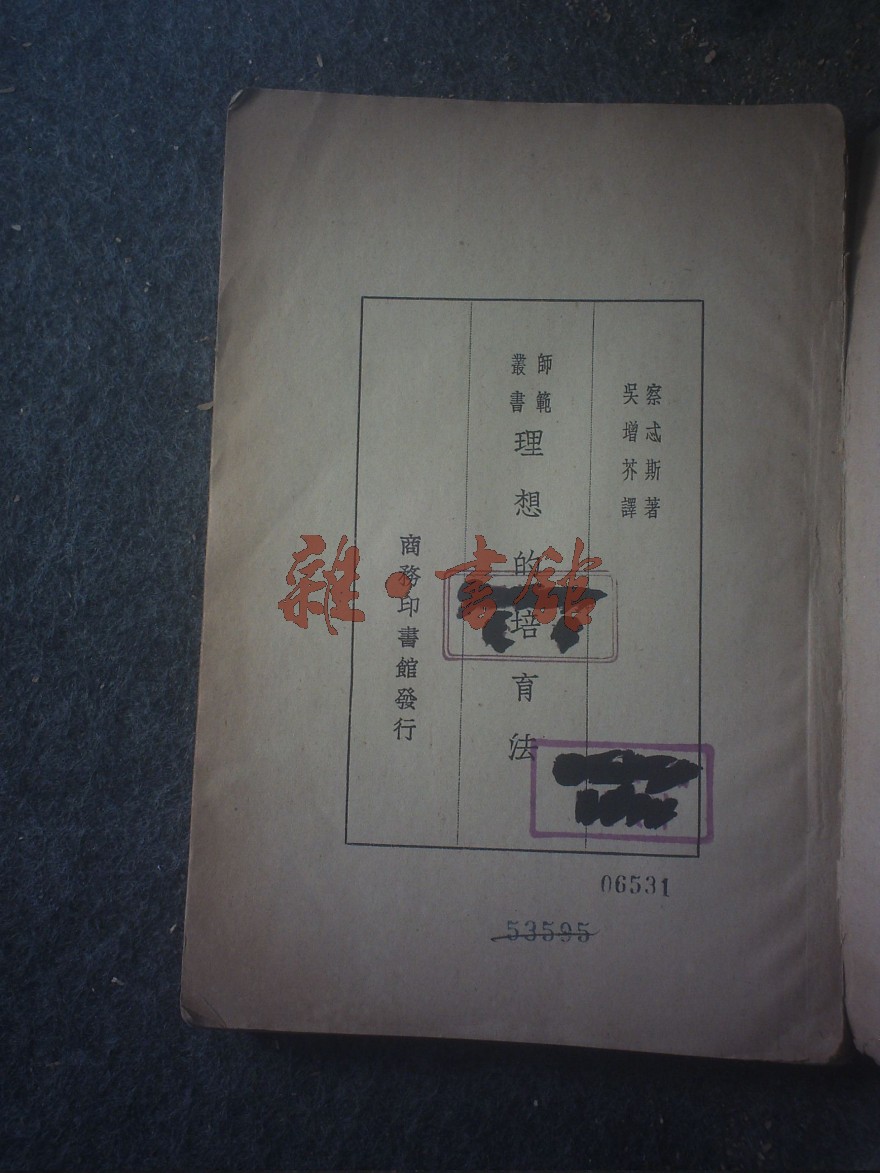 察忒斯著
吳增芥譯
師範
叢書
理想的培育法
商務印書館發行
雜·書館
06531
53595